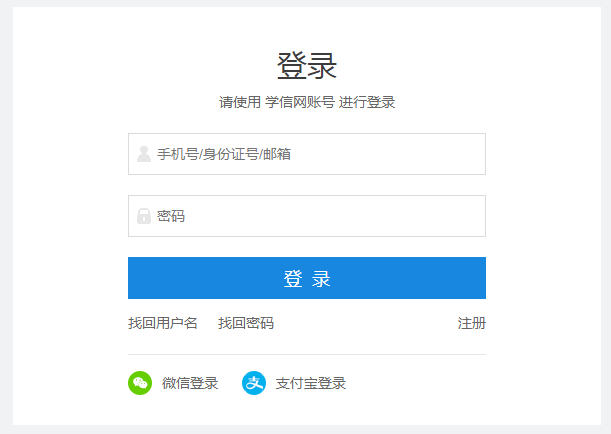 登录
请使用 学信网账号 进行登录
手机号/身份证号/邮箱
密码
登 录
找回用户名 找回密码 注册
微信登录 支付宝登录